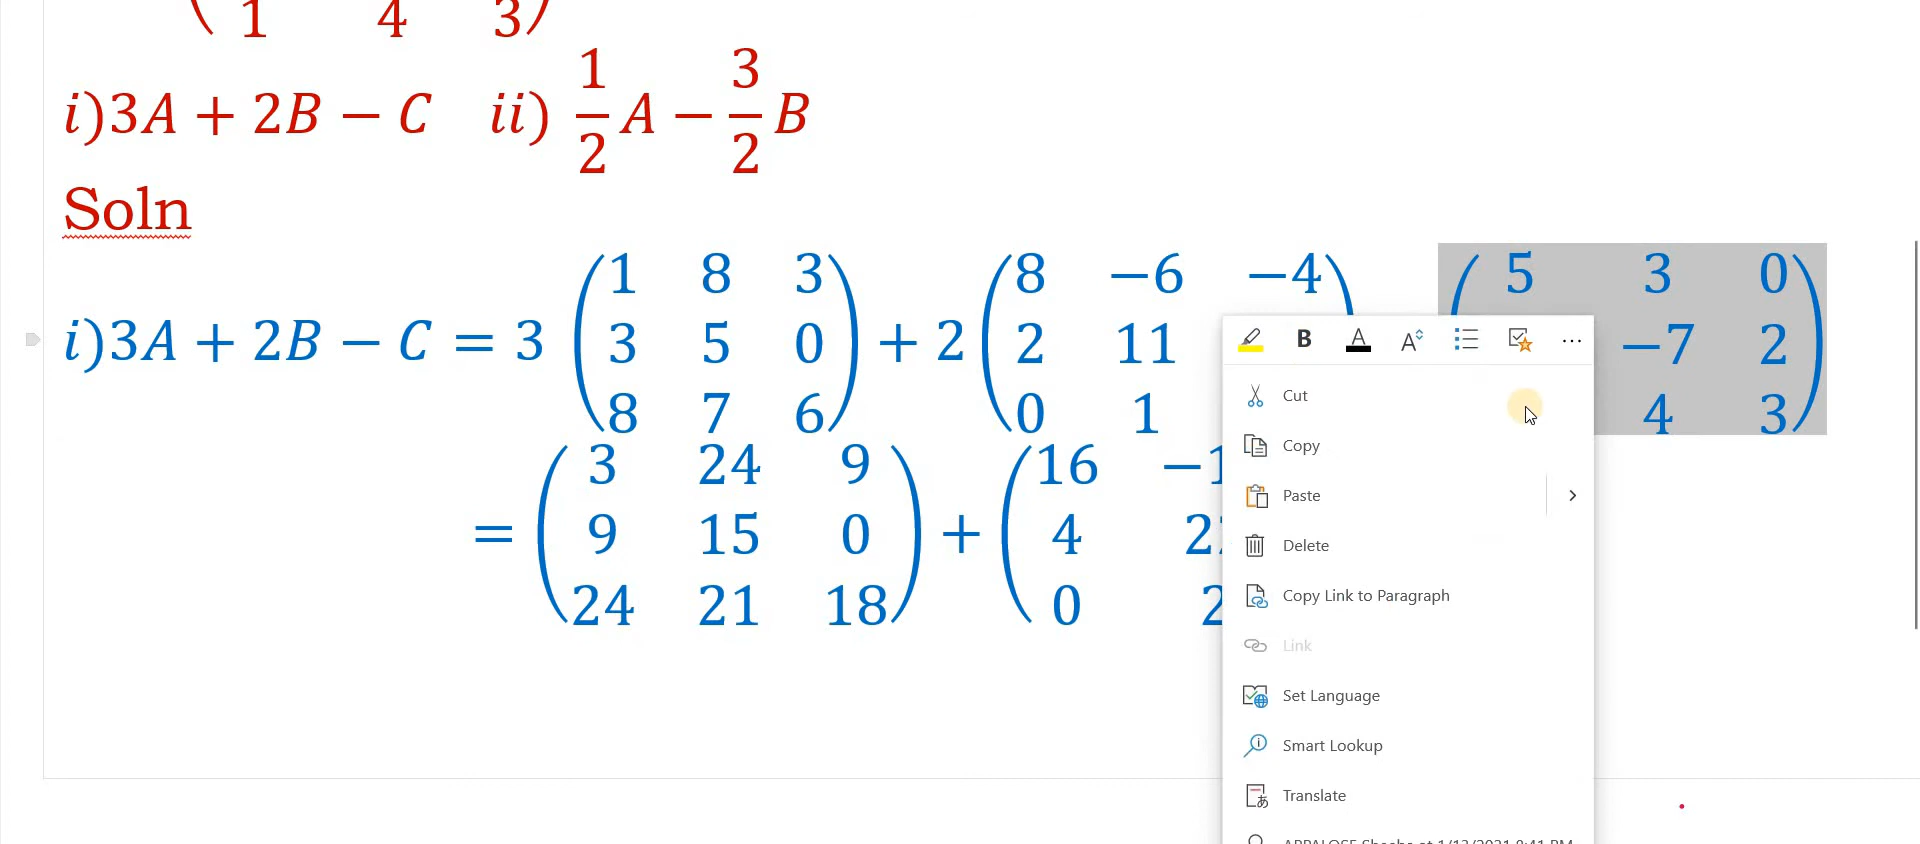 1 4 3
i)3A + 2B − C ii) 1/2 A − 3/2 B
Soln
i)3A + 2B − C = 3 (1 8 3 + 2 (8 −6 −4 (5 3 0
3 5 0 2 11 −7 2
8 7 6) 0 1 4 3)
= (3 24 9 + (16 −1
9 15 0 4 2
24 21 18) 0 2
B A A ...
Cut
Copy
Paste
Delete
Copy Link to Paragraph
Link
Set Language
Smart Lookup
Translate